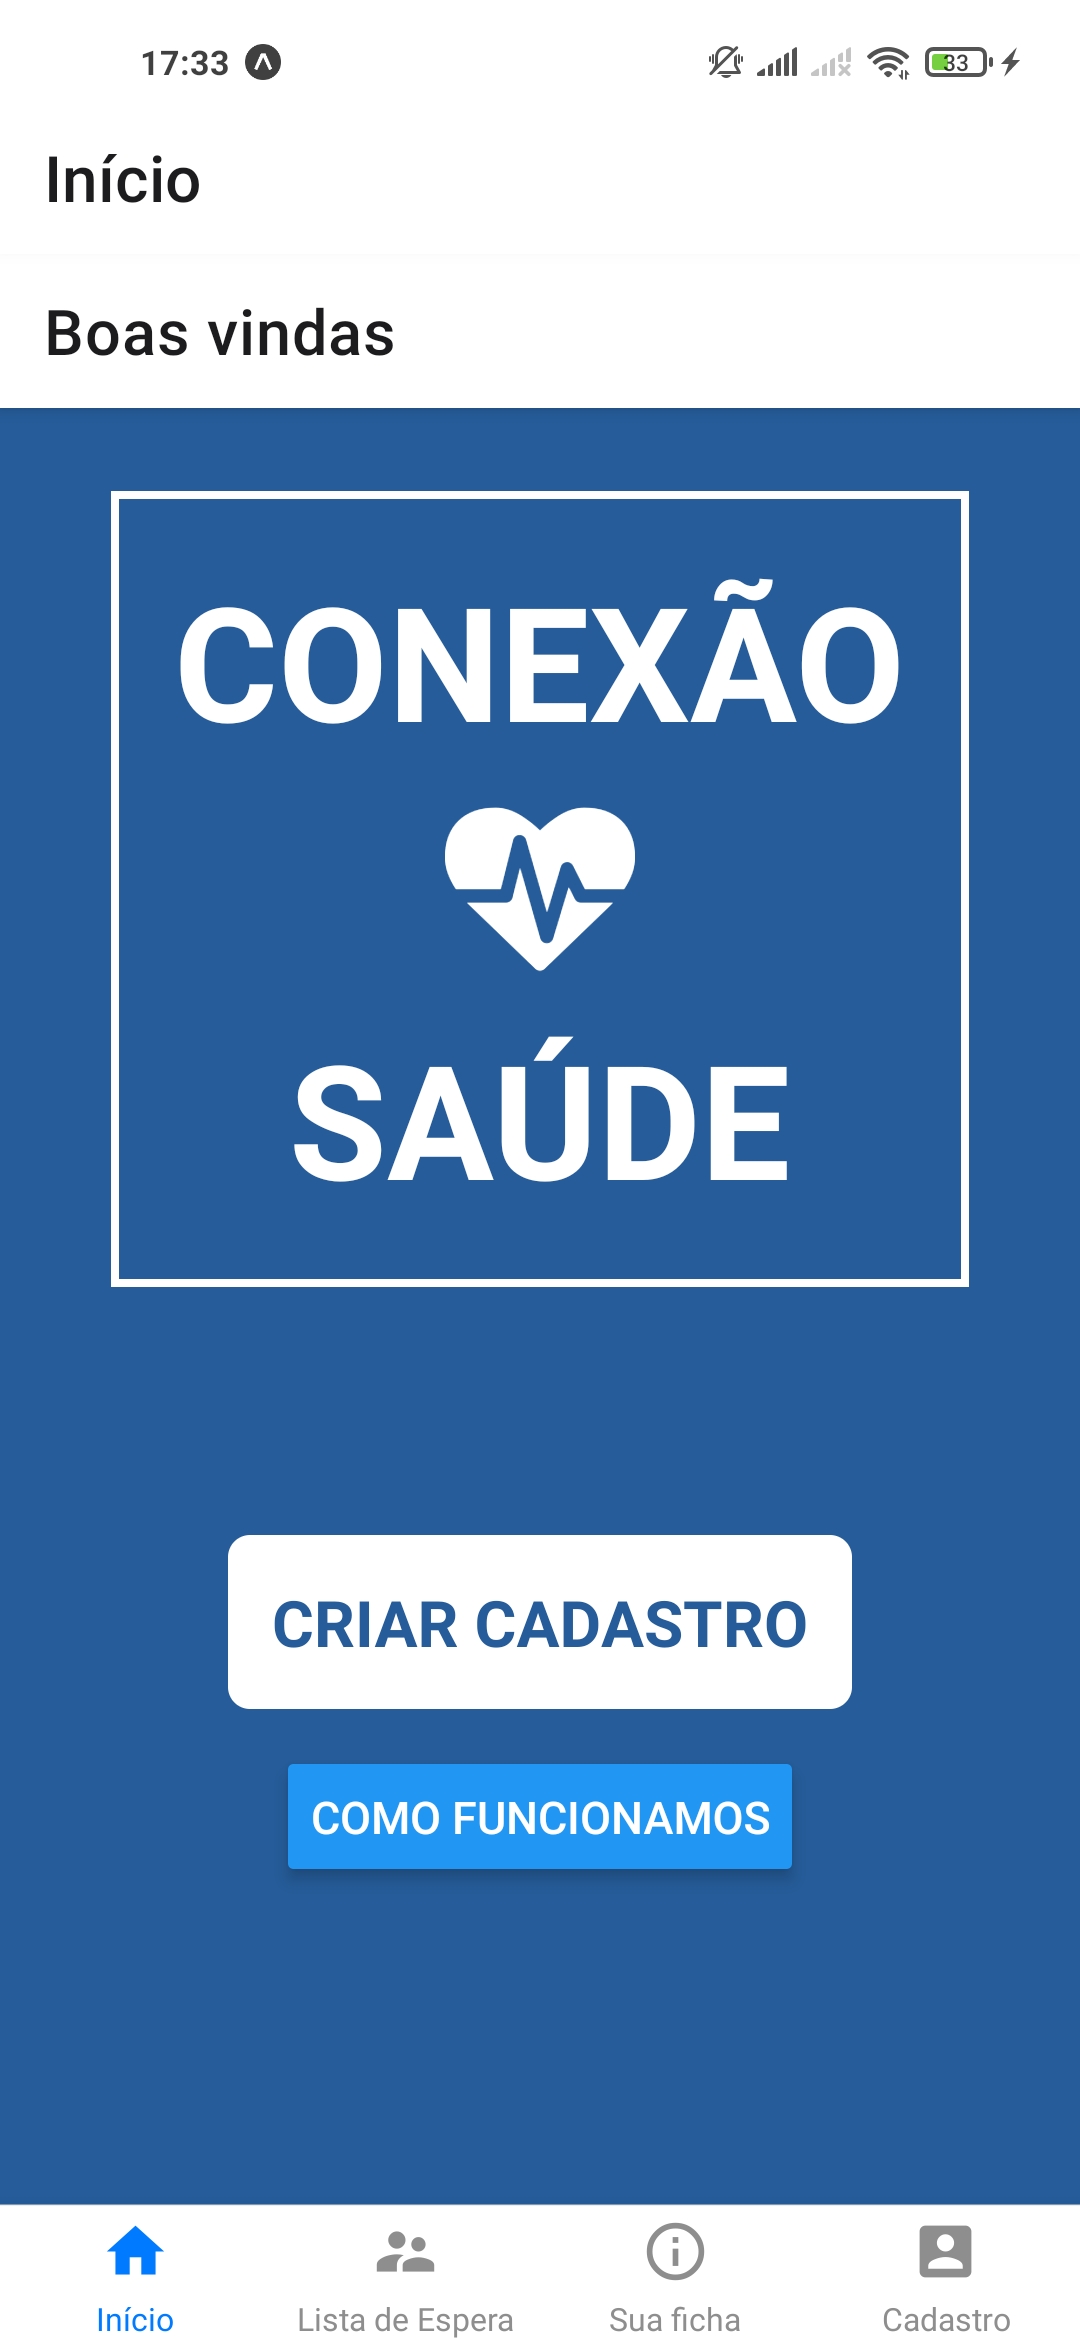 17:33
33
Início
Boas vindas
CONEXÃO
SAÚDE
CRIAR CADASTRO
COMO FUNCIONAMOS
Início
Lista de Espera
Sua ficha
Cadastro